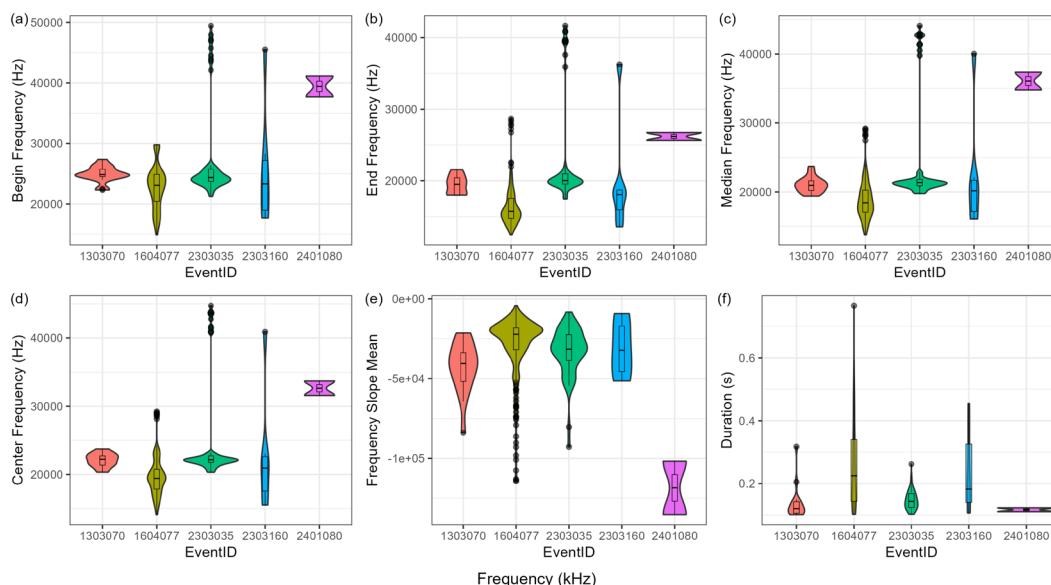 (a)
Begin Frequency (Hz)
50000
40000
30000
20000
1303070 1604077 2303035 2303160 2401080
EventID
(b)
End Frequency (Hz)
40000
30000
20000
1303070 1604077 2303035 2303160 2401080
EventID
(c)
Median Frequency (Hz)
40000
30000
20000
1303070 1604077 2303035 2303160 2401080
EventID
(d)
Center Frequency (Hz)
40000
30000
20000
1303070 1604077 2303035 2303160 2401080
EventID
(e)
Frequency Slope Mean
0e+00
-5e+04
-1e+05
1303070 1604077 2303035 2303160 2401080
EventID
(f)
Duration (s)
0.6
0.4
0.2
1303070 1604077 2303035 2303160 2401080
EventID
Frequency (kHz)